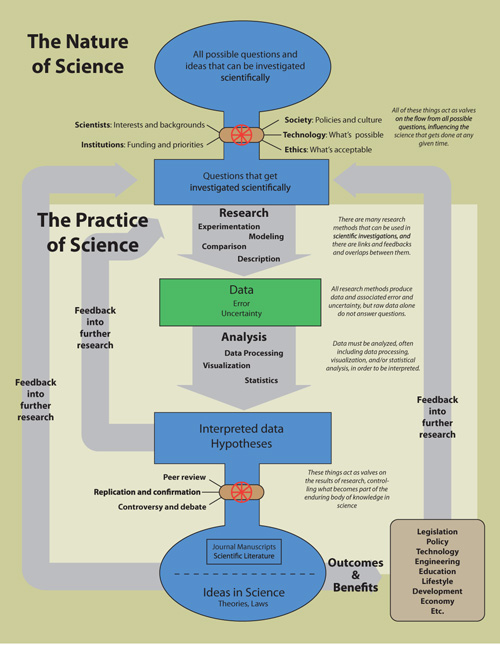 The Nature
of Science
All possible questions and
ideas that can be investigated
scientifically
Scientists: Interests and backgrounds
Institutions: Funding and priorities
Society: Policies and culture
Technology: What's possible
Ethics: What's acceptable
All of these things act as valves
on the flow from all possible
questions, influencing the
science that gets done at any
given time.
Questions that get
investigated scientifically
The Practice
of Science
Research
Experimentation
Modeling
Comparison
Description
There are many research
methods that can be used in
scientific investigations, and
there are links and feedbacks
and overlaps between them.
Data
Error
Uncertainty
All research methods produce
data and associated error and
uncertainty, but raw data alone
do not answer questions.
Analysis
Data Processing
Visualization
Statistics
Data must be analyzed, often
including data processing,
visualization, and/or statistical
analysis, in order to be interpreted.
Feedback
into
further
research
Feedback
into
further
research
Feedback
into
further
research
Interpreted data
Hypotheses
Peer review
Replication and confirmation
Controversy and debate
These things act as valves on
the results of research, control-
ling what becomes part of the
enduring body of knowledge in
science
Journal Manuscripts
Scientific Literature
Ideas in Science
Theories, Laws
Outcomes
&
Benefits
Legislation
Policy
Technology
Engineering
Education
Lifestyle
Development
Economy
Etc.